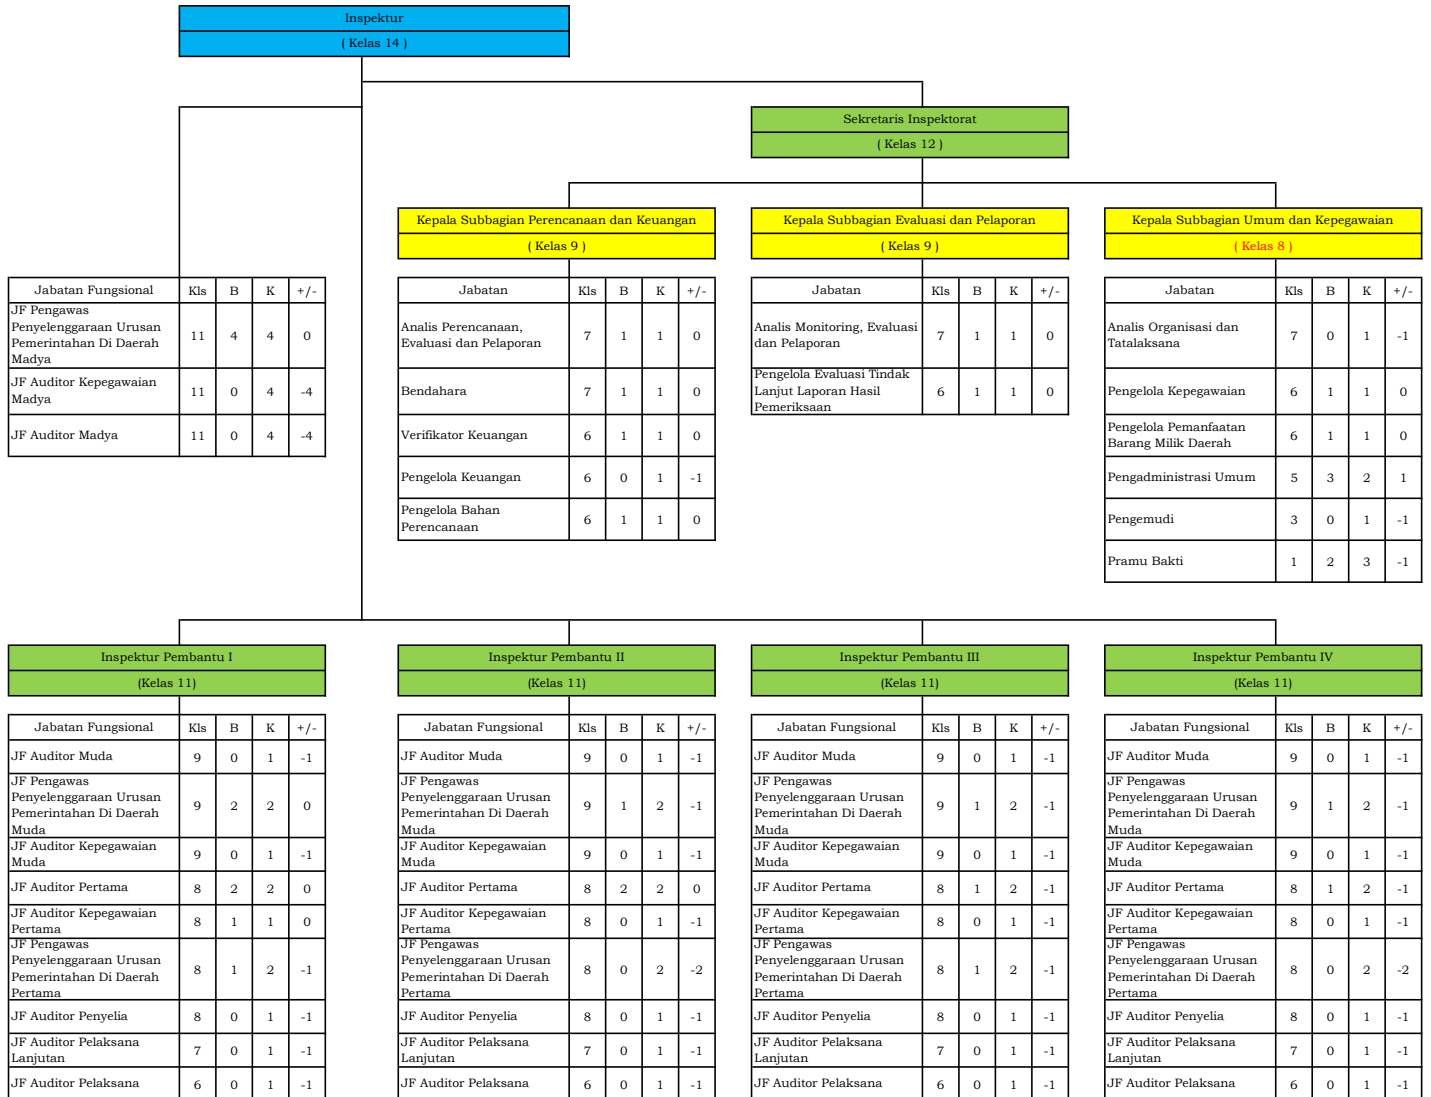 Inspektur
( Kelas 14 )
Sekretaris Inspektorat
( Kelas 12 )
Kepala Subbagian Perencanaan dan Keuangan
( Kelas 9 )
Kepala Subbagian Evaluasi dan Pelaporan
( Kelas 9 )
Kepala Subbagian Umum dan Kepegawaian
( Kelas 8 )
Jabatan Fungsional Kls B K +/-
JF Pengawas
Penyelenggaraan Urusan
Pemerintahan Di Daerah
Madya
11 4 4 0
JF Auditor Kepegawaian
Madya
11 0 4 -4
JF Auditor Madya 11 0 4 -4
Jabatan Kls B K +/-
Analis Perencanaan,
Evaluasi dan Pelaporan
7 1 1 0
Bendahara 7 1 1 0
Verifikator Keuangan 6 1 1 0
Pengelola Keuangan 6 0 1 -1
Pengelola Bahan
Perencanaan
6 1 1 0
Jabatan Kls B K +/-
Analis Monitoring, Evaluasi
dan Pelaporan
7 1 1 0
Pengelola Evaluasi Tindak
Lanjut Laporan Hasil
Pemeriksaan
6 1 1 0
Jabatan Kls B K +/-
Analis Organisasi dan
Tatalaksana
7 0 1 -1
Pengelola Kepegawaian 6 1 1 0
Pengelola Pemanfaatan
Barang Milik Daerah
6 1 1 0
Pengadministrasi Umum 5 3 2 1
Pengemudi 3 0 1 -1
Pramu Bakti 1 2 3 -1
Inspektur Pembantu I
(Kelas 11)
Jabatan Fungsional Kls B K +/-
JF Auditor Muda 9 0 1 -1
JF Pengawas
Penyelenggaraan Urusan
Pemerintahan Di Daerah
Muda
9 2 2 0
JF Auditor Kepegawaian
Muda
9 0 1 -1
JF Auditor Pertama 8 2 2 0
JF Auditor Kepegawaian
Pertama
8 1 1 0
JF Pengawas
Penyelenggaraan Urusan
Pemerintahan Di Daerah
Pertama
8 1 2 -1
JF Auditor Penyelia 8 0 1 -1
JF Auditor Pelaksana
Lanjutan
7 0 1 -1
JF Auditor Pelaksana 6 0 1 -1
Inspektur Pembantu II
(Kelas 11)
Jabatan Fungsional Kls B K +/-
JF Auditor Muda 9 0 1 -1
JF Pengawas
Penyelenggaraan Urusan
Pemerintahan Di Daerah
Muda
9 1 2 -1
JF Auditor Kepegawaian
Muda
9 0 1 -1
JF Auditor Pertama 8 2 2 0
JF Auditor Kepegawaian
Pertama
8 0 1 -1
JF Pengawas
Penyelenggaraan Urusan
Pemerintahan Di Daerah
Pertama
8 0 2 -2
JF Auditor Penyelia 8 0 1 -1
JF Auditor Pelaksana
Lanjutan
7 0 1 -1
JF Auditor Pelaksana 6 0 1 -1
Inspektur Pembantu III
(Kelas 11)
Jabatan Fungsional Kls B K +/-
JF Auditor Muda 9 0 1 -1
JF Pengawas
Penyelenggaraan Urusan
Pemerintahan Di Daerah
Muda
9 1 2 -1
JF Auditor Kepegawaian
Muda
9 0 1 -1
JF Auditor Pertama 8 1 2 -1
JF Auditor Kepegawaian
Pertama
8 0 1 -1
JF Pengawas
Penyelenggaraan Urusan
Pemerintahan Di Daerah
Pertama
8 1 2 -1
JF Auditor Penyelia 8 0 1 -1
JF Auditor Pelaksana
Lanjutan
7 0 1 -1
JF Auditor Pelaksana 6 0 1 -1
Inspektur Pembantu IV
(Kelas 11)
Jabatan Fungsional Kls B K +/-
JF Auditor Muda 9 0 1 -1
JF Pengawas
Penyelenggaraan Urusan
Pemerintahan Di Daerah
Muda
9 1 2 -1
JF Auditor Kepegawaian
Muda
9 0 1 -1
JF Auditor Pertama 8 1 2 -1
JF Auditor Kepegawaian
Pertama
8 0 1 -1
JF Pengawas
Penyelenggaraan Urusan
Pemerintahan Di Daerah
Pertama
8 0 2 -2
JF Auditor Penyelia 8 0 1 -1
JF Auditor Pelaksana
Lanjutan
7 0 1 -1
JF Auditor Pelaksana 6 0 1 -1